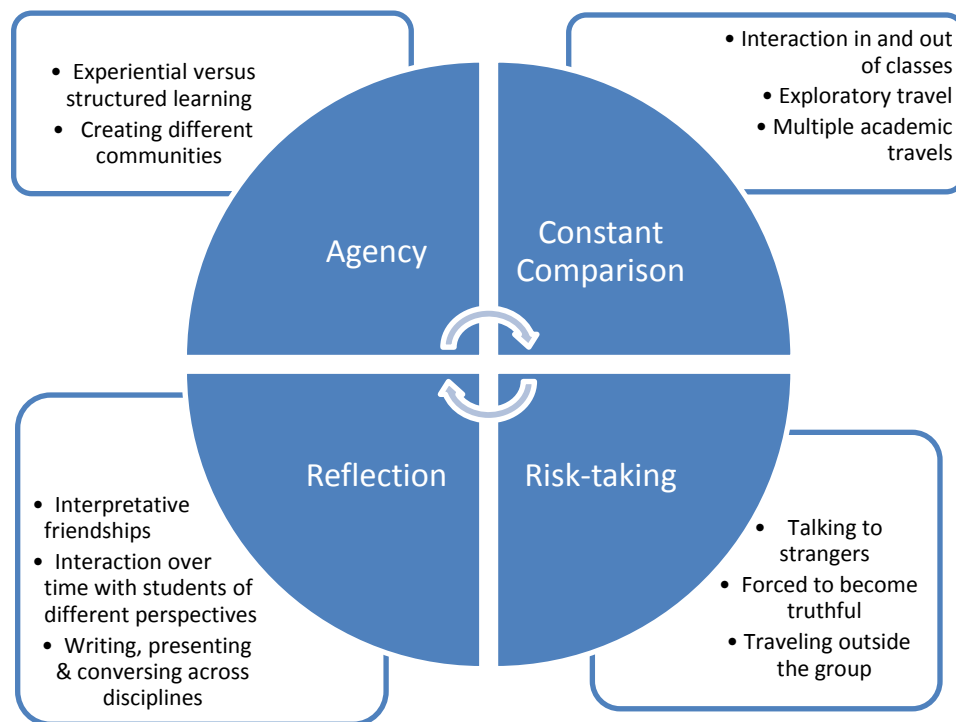 • Experiential versus
structured learning
• Creating different
communities
• Interaction in and out
of classes
• Exploratory travel
• Multiple academic
travels
Agency
Constant
Comparison
Reflection
Risk-taking
• Interpretative
friendships
• Interaction over
time with students of
different perspectives
• Writing, presenting
& conversing across
disciplines
• Talking to
strangers
• Forced to become
truthful
• Traveling outside
the group